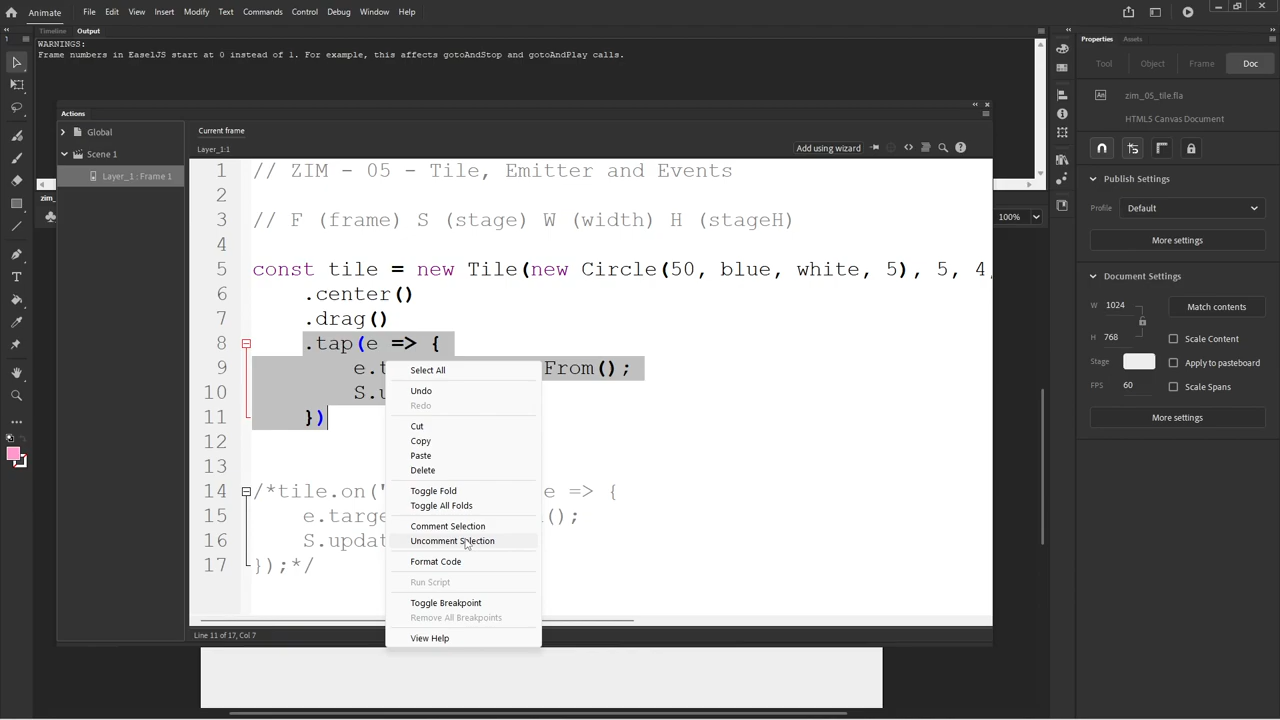 Animate File Edit View Insert Modify Text Commands Control Debug Window Help
Timeline Output
WARNINGS:
Frame numbers in EaselJS start at 0 instead of 1. For example, this affects gotoAndStop and gotoAndPlay calls.
Actions
Global
Scene 1
Layer_1 : Frame 1
Current frame
Layer_1:1
Add using wizard
1 // ZIM - 05 - Tile, Emitter and Events
2
3 // F (frame) S (stage) W (width) H (stageH)
4
5 const tile = new Tile(new Circle(50, blue, white, 5), 5, 4,
6 .center()
7 .drag()
8 .tap(e => {
9 e.t From();
10 S.u
11 })
12
13
14 /*tile.on(" e => {
15 e.targe ();
16 S.upda
17 });*/
Line 11 of 17, Col 7
Select All
Undo
Redo
Cut
Copy
Paste
Delete
Toggle Fold
Toggle All Folds
Comment Selection
Uncomment Selection
Format Code
Run Script
Toggle Breakpoint
Remove All Breakpoints
View Help
zim_
100%
Properties Assets
Tool Object Frame Doc
An zim_05_tile.fla
HTML5 Canvas Document
Publish Settings
Profile Default
More settings
Document Settings
W 1024 Match contents
H 768 Scale Content
Stage Apply to pasteboard
FPS 60 Scale Spans
More settings